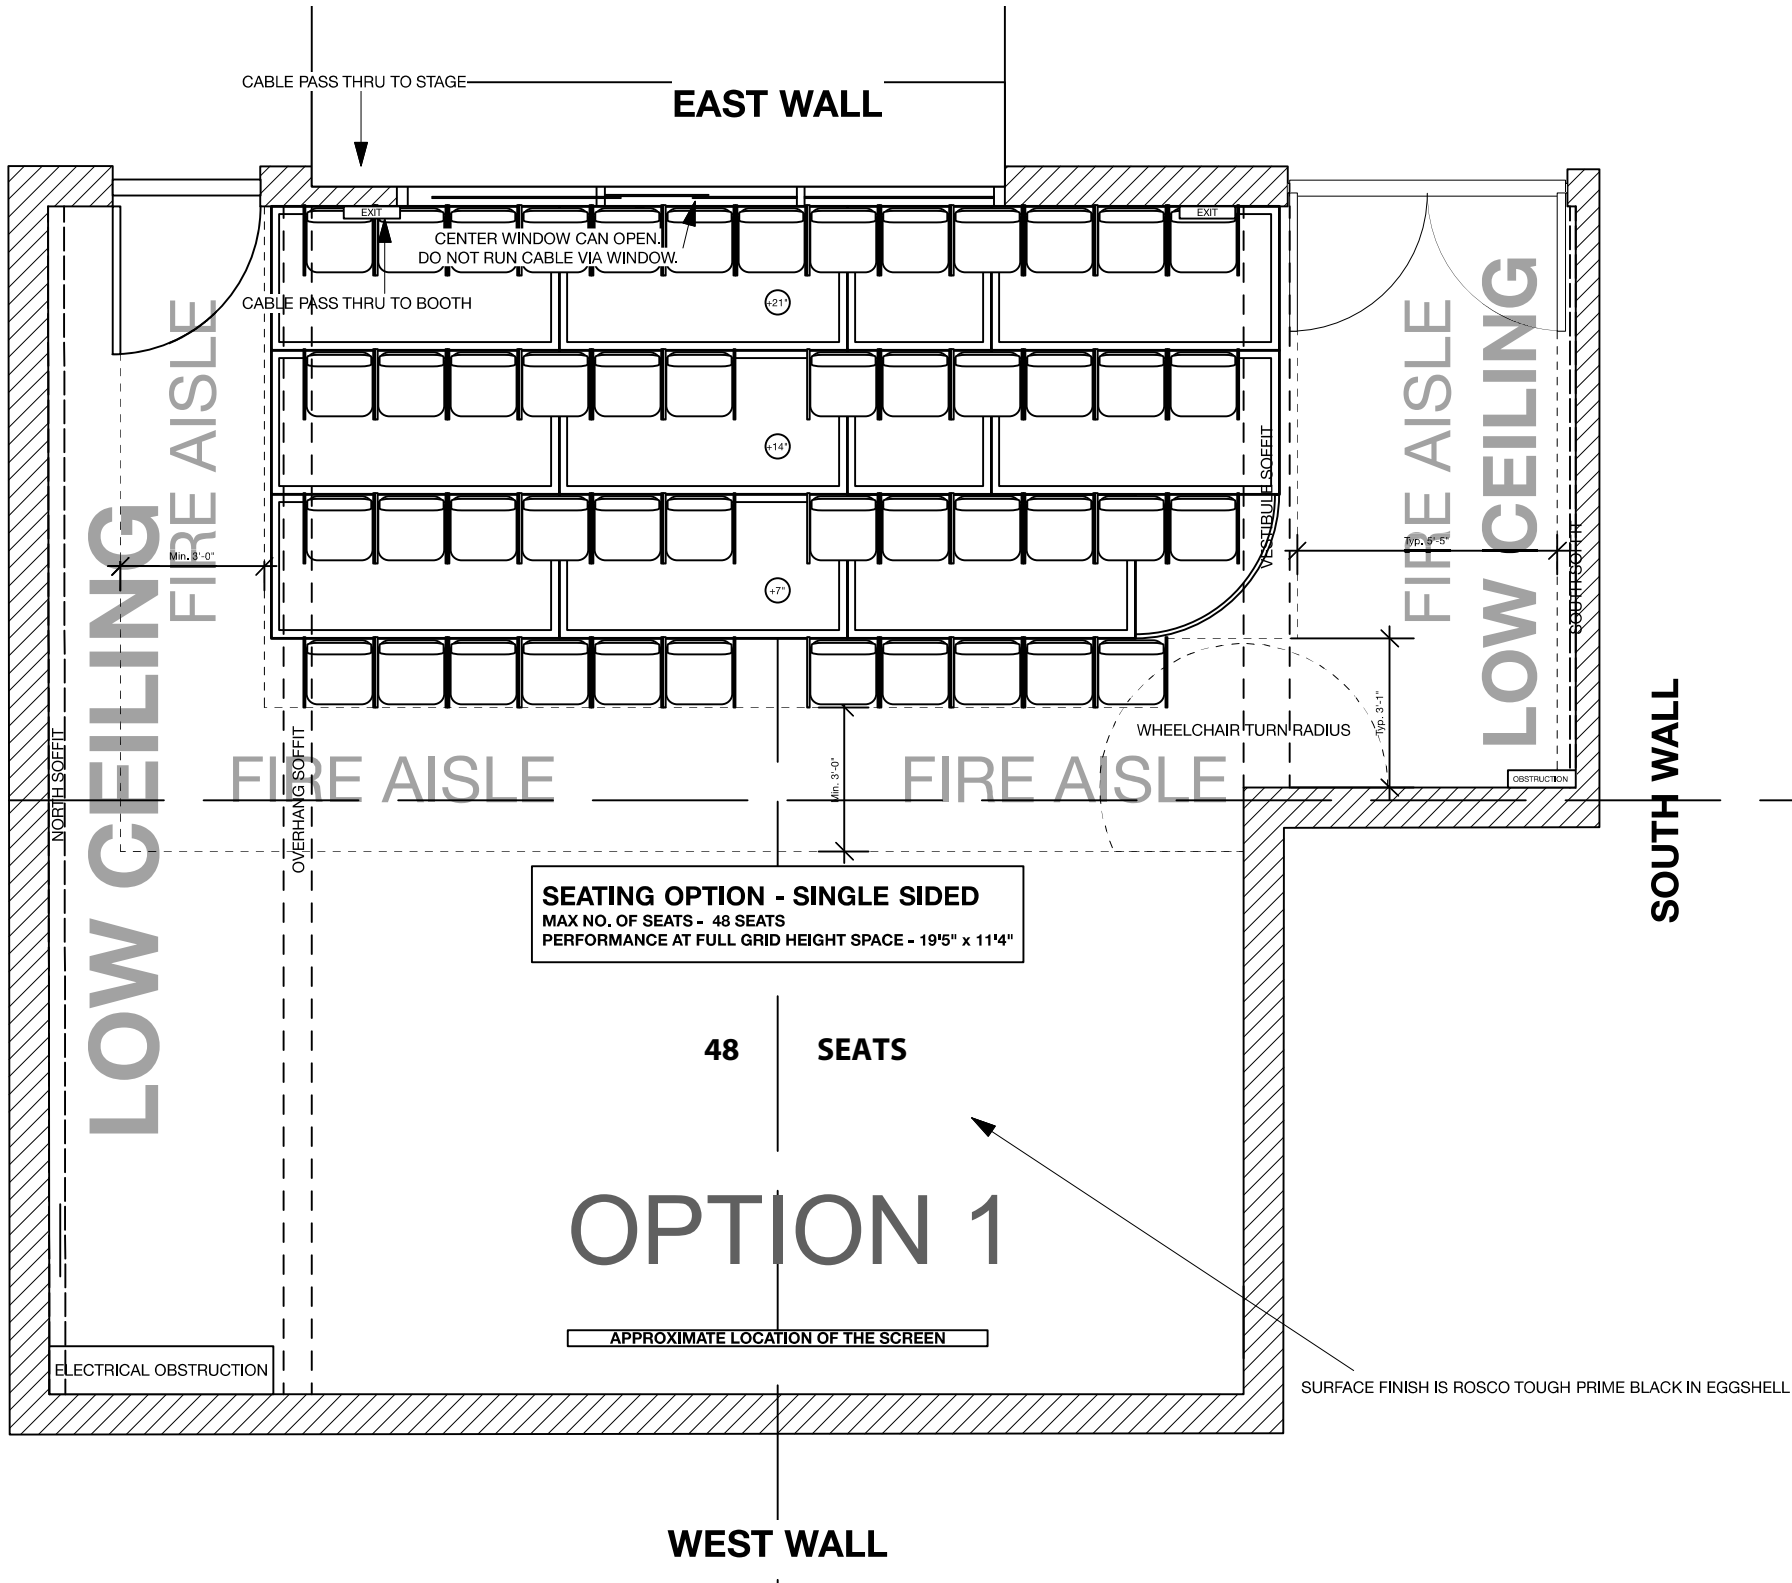 CABLE PASS THRU TO STAGE
EAST WALL
EXIT
EXIT
CENTER WINDOW CAN OPEN.
DO NOT RUN CABLE VIA WINDOW.
CABLE PASS THRU TO BOOTH
+21"
FIRE AISLE
FIRE AISLE
LOW CEILING
+14"
VESTIBULE SOFFIT
Min. 3'-0"
Typ. 5'-5"
SOUTH SOFFIT
+7"
LOW CEILING
NORTH SOFFIT
OVERHANG SOFFIT
FIRE AISLE
Min. 3'-0"
FIRE AISLE
WHEELCHAIR TURN RADIUS
Typ. 3'-1"
OBSTRUCTION
SOUTH WALL
SEATING OPTION - SINGLE SIDED
MAX NO. OF SEATS - 48 SEATS
PERFORMANCE AT FULL GRID HEIGHT SPACE - 19'5" x 11'4"
48 SEATS
OPTION 1
APPROXIMATE LOCATION OF THE SCREEN
ELECTRICAL OBSTRUCTION
SURFACE FINISH IS ROSCO TOUGH PRIME BLACK IN EGGSHELL
WEST WALL